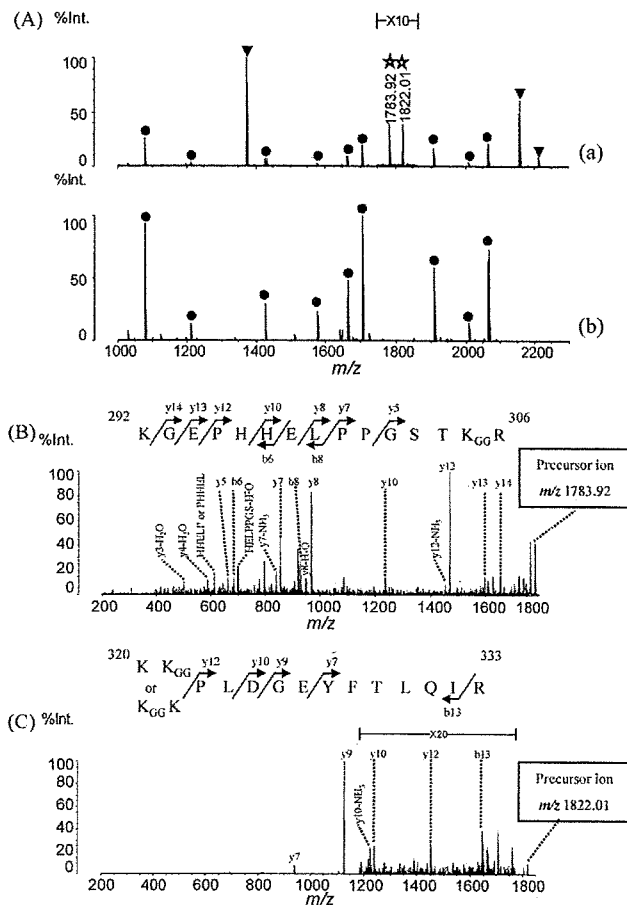 (A)
%Int.
X10
100
50
0
1783.92
1822.01
(a)
%Int.
100
50
0
(b)
1000 1200 1400 1600 1800 2000 2200
m/z
(B)
292 K G E P H H E L P P G S T KGG R 306
y14 y13 y12 y10 y8 y7 y5
b6 b8
%Int.
100
80
60
40
20
0
y3-H2O
y4-H2O
HHELP or PHHEL
y5
b6
HELPPGS-H2O
y7-NH3
y7
b8
y8-H2O
y8
y10
y12-NH3
y12
y13
y14
Precursor ion
m/z 1783.92
200 400 600 800 1000 1200 1400 1600 1800
m/z
320 K KGG
or
KGG K
P L D G E Y F T L Q I R 333
y12 y10 y9 y7
b13
(C)
%Int.
X20
100
80
60
40
20
0
y7
y9
y10-NH3
y10
y12
b13
Precursor ion
m/z 1822.01
200 400 600 800 1000 1200 1400 1600 1800
m/z